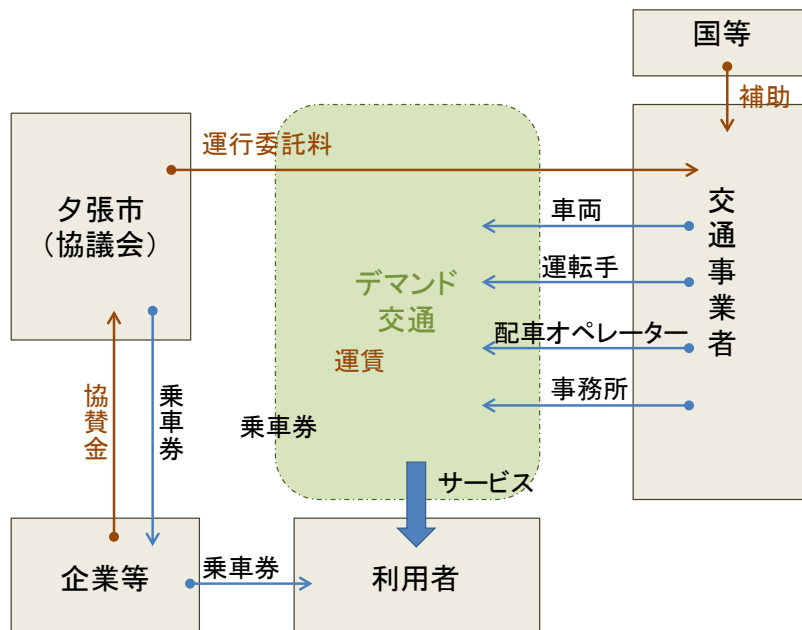 国等
補助
運行委託料
夕張市
（協議会）
交通事業者
車両
運転手
デマンド
交通
配車オペレーター
運賃
事務所
協賛金
乗車券
乗車券
サービス
企業等
乗車券
利用者